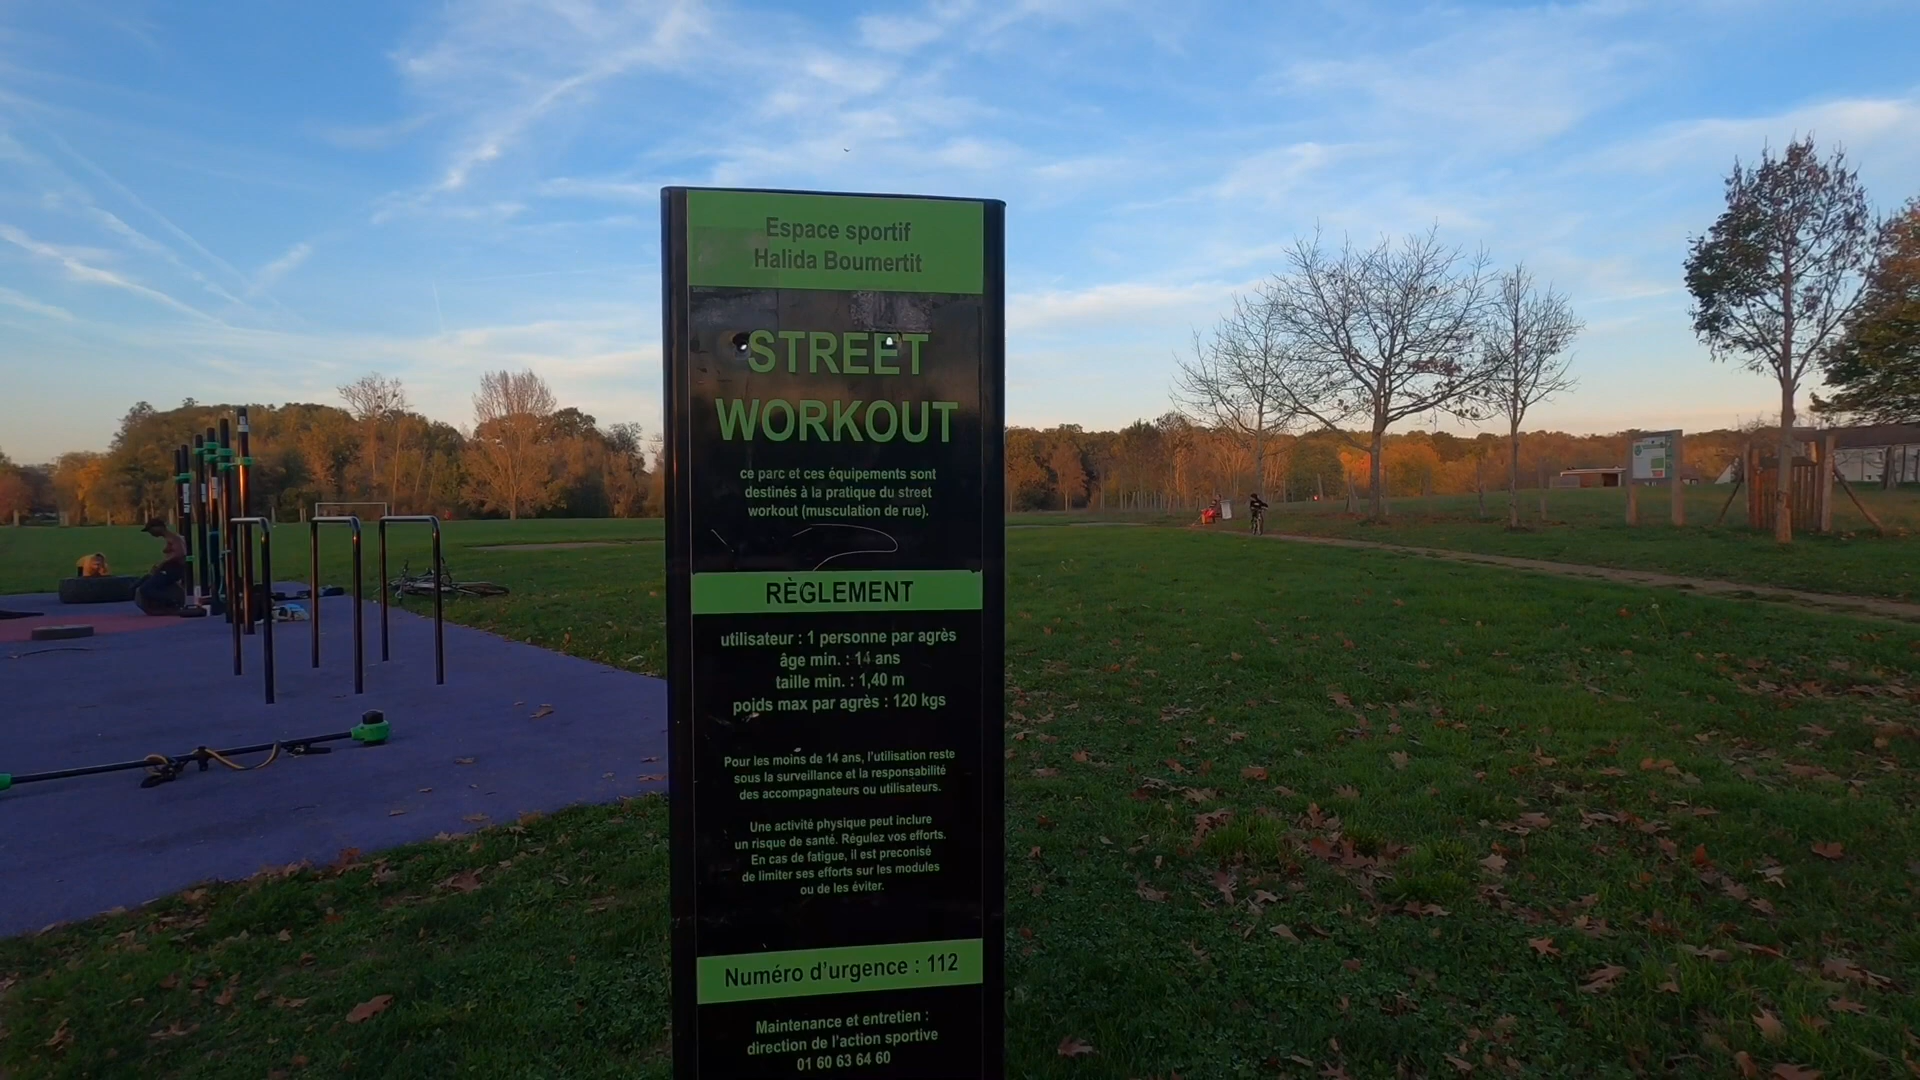 Espace sportif
Halida Boumertit
STREET
WORKOUT
ce parc et ces équipements sont
destinés à la pratique du street
workout (musculation de rue).
RÈGLEMENT
utilisateur : 1 personne par agrès
âge min. : 14 ans
taille min. : 1,40 m
poids max par agrès : 120 kgs
Pour les moins de 14 ans, l'utilisation reste
sous la surveillance et la responsabilité
des accompagnateurs ou utilisateurs.
Une activité physique peut inclure
un risque de santé. Régulez vos efforts.
En cas de fatigue, il est preconisé
de limiter ses efforts sur les modules
ou de les éviter.
Numéro d'urgence : 112
Maintenance et entretien :
direction de l'action sportive
01 60 63 64 60